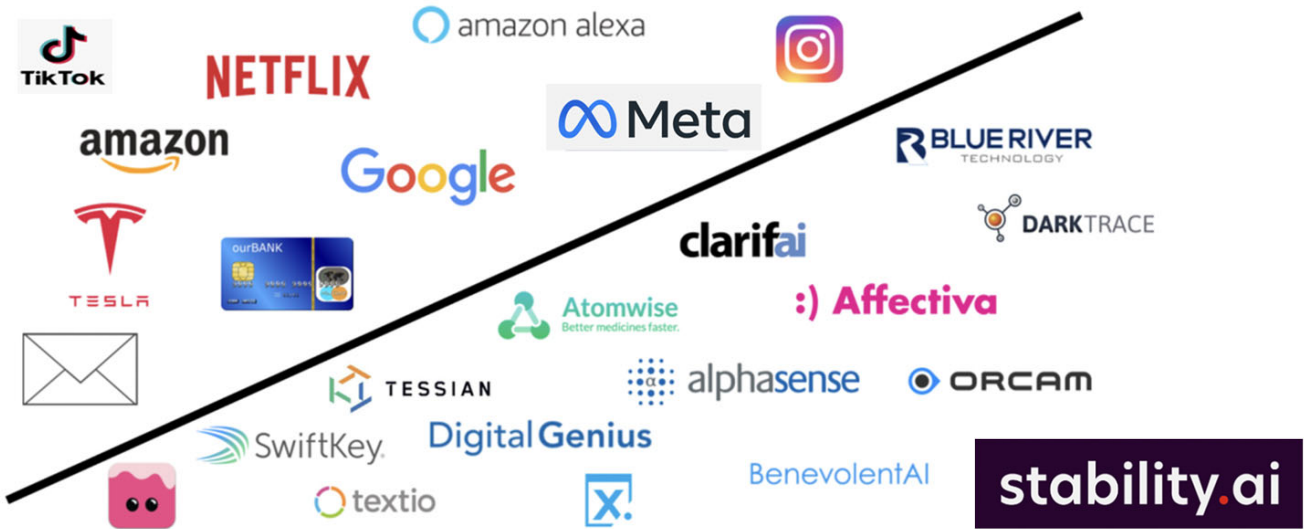 amazon alexa
TikTok
NETFLIX
Meta
amazon
Google
BLUE RIVER
TECHNOLOGY
DARKTRACE
clarifai
ourBANK
TESLA
Atomwise
Better medicines faster.
:) Affectiva
TESSIAN
α
alphasense
ORCAM
SwiftKey
Digital Genius
BenevolentAI
stability.ai
textio
X.